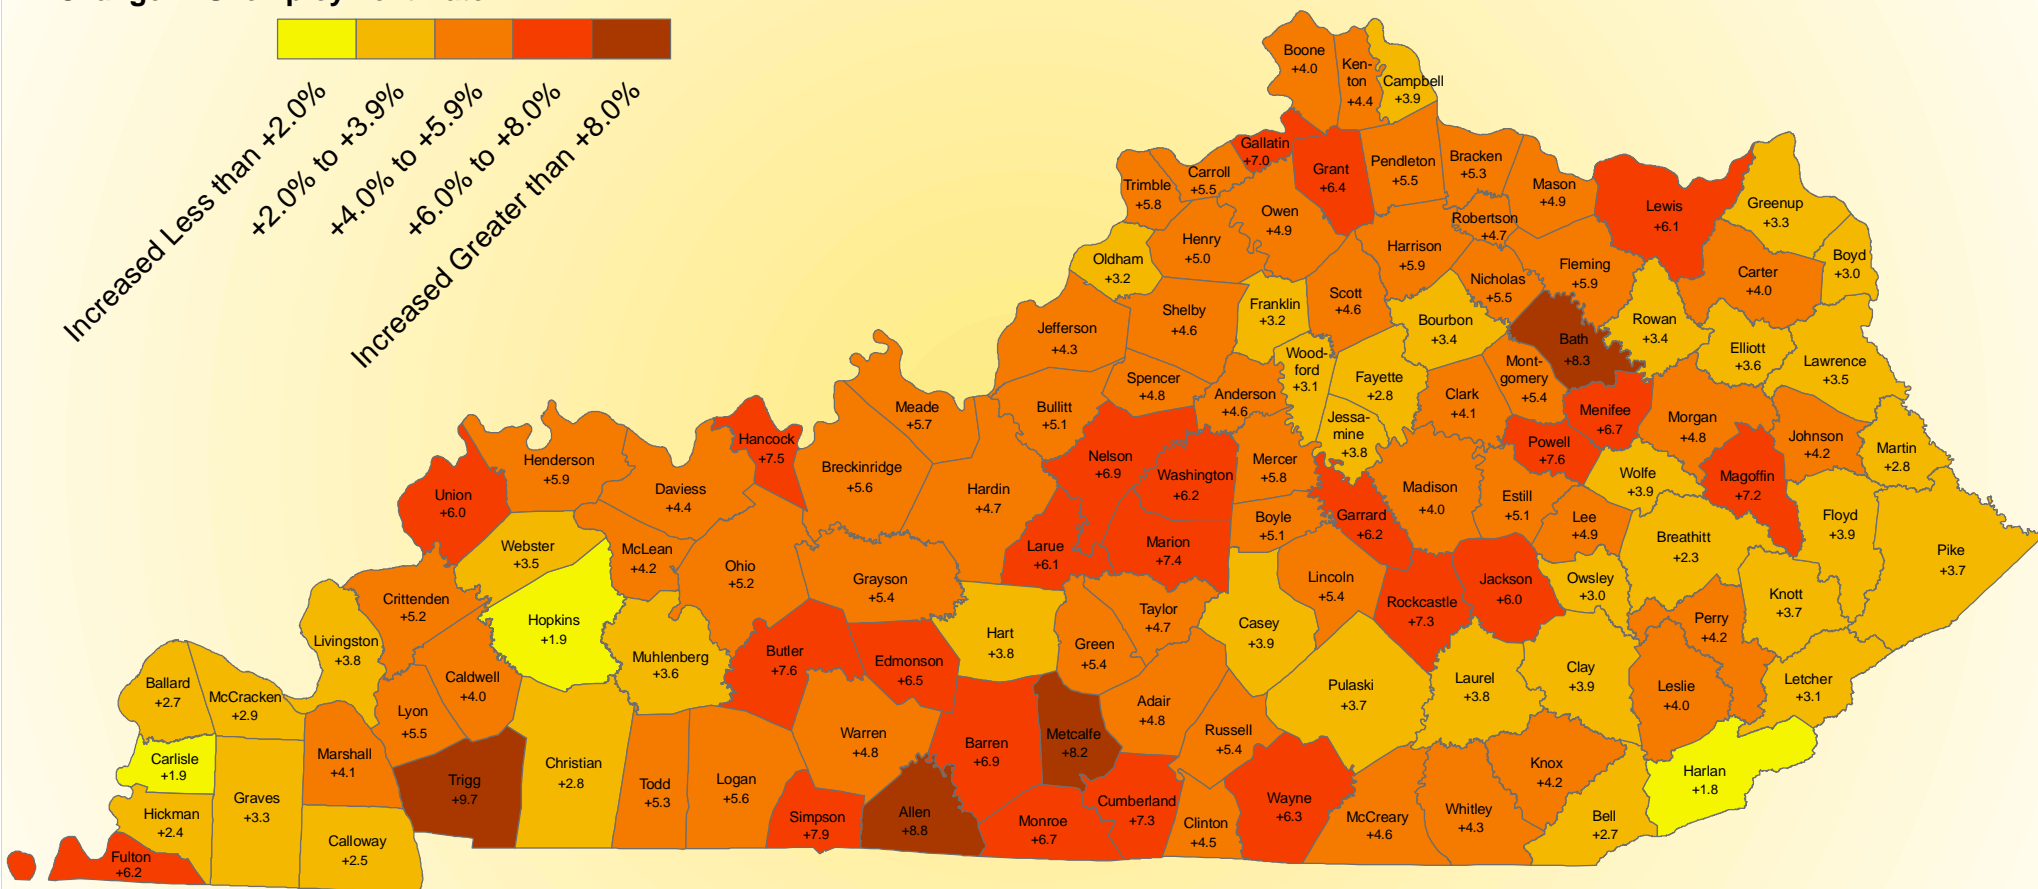 Increased Less than +2.0%
+2.0% to +3.9%
+4.0% to +5.9%
+6.0% to +8.0%
Increased Greater than +8.0%
Boone
+4.0
Ken-
ton
+4.4
Campbell
+3.9
Gallatin
+7.0
Grant
+6.4
Pendleton
+5.5
Bracken
+5.3
Mason
+4.9
Lewis
+6.1
Greenup
+3.3
Boyd
+3.0
Trimble
+5.8
Carroll
+5.5
Owen
+4.9
Henry
+5.0
Oldham
+3.2
Robertson
+4.7
Harrison
+5.9
Fleming
+5.9
Nicholas
+5.5
Carter
+4.0
Jefferson
+4.3
Shelby
+4.6
Franklin
+3.2
Scott
+4.6
Bourbon
+3.4
Bath
+8.3
Rowan
+3.4
Elliott
+3.6
Lawrence
+3.5
Wood-
ford
+3.1
Fayette
+2.8
Mont-
gomery
+5.4
Clark
+4.1
Menifee
+6.7
Morgan
+4.8
Johnson
+4.2
Martin
+2.8
Spencer
+4.8
Anderson
+4.6
Bullitt
+5.1
Meade
+5.7
Hancock
+7.5
Jessa-
mine
+3.8
Powell
+7.6
Wolfe
+3.9
Magoffin
+7.2
Henderson
+5.9
Union
+6.0
Daviess
+4.4
Breckinridge
+5.6
Hardin
+4.7
Nelson
+6.9
Washington
+6.2
Mercer
+5.8
Garrard
+6.2
Madison
+4.0
Estill
+5.1
Lee
+4.9
Breathitt
+2.3
Floyd
+3.9
Pike
+3.7
Webster
+3.5
McLean
+4.2
Ohio
+5.2
Grayson
+5.4
Larue
+6.1
Marion
+7.4
Boyle
+5.1
Lincoln
+5.4
Rockcastle
+7.3
Jackson
+6.0
Owsley
+3.0
Perry
+4.2
Knott
+3.7
Crittenden
+5.2
Hopkins
+1.9
Livingston
+3.8
Muhlenberg
+3.6
Butler
+7.6
Edmonson
+6.5
Hart
+3.8
Green
+5.4
Taylor
+4.7
Casey
+3.9
Pulaski
+3.7
Laurel
+3.8
Clay
+3.9
Leslie
+4.0
Letcher
+3.1
Ballard
+2.7
McCracken
+2.9
Lyon
+5.5
Caldwell
+4.0
Carlisle
+1.9
Marshall
+4.1
Trigg
+9.7
Christian
+2.8
Todd
+5.3
Logan
+5.6
Warren
+4.8
Barren
+6.9
Metcalfe
+8.2
Adair
+4.8
Russell
+5.4
Knox
+4.2
Harlan
+1.8
Hickman
+2.4
Graves
+3.3
Calloway
+2.5
Fulton
+6.2
Simpson
+7.9
Allen
+8.8
Monroe
+6.7
Cumberland
+7.3
Clinton
+4.5
Wayne
+6.3
McCreary
+4.6
Whitley
+4.3
Bell
+2.7